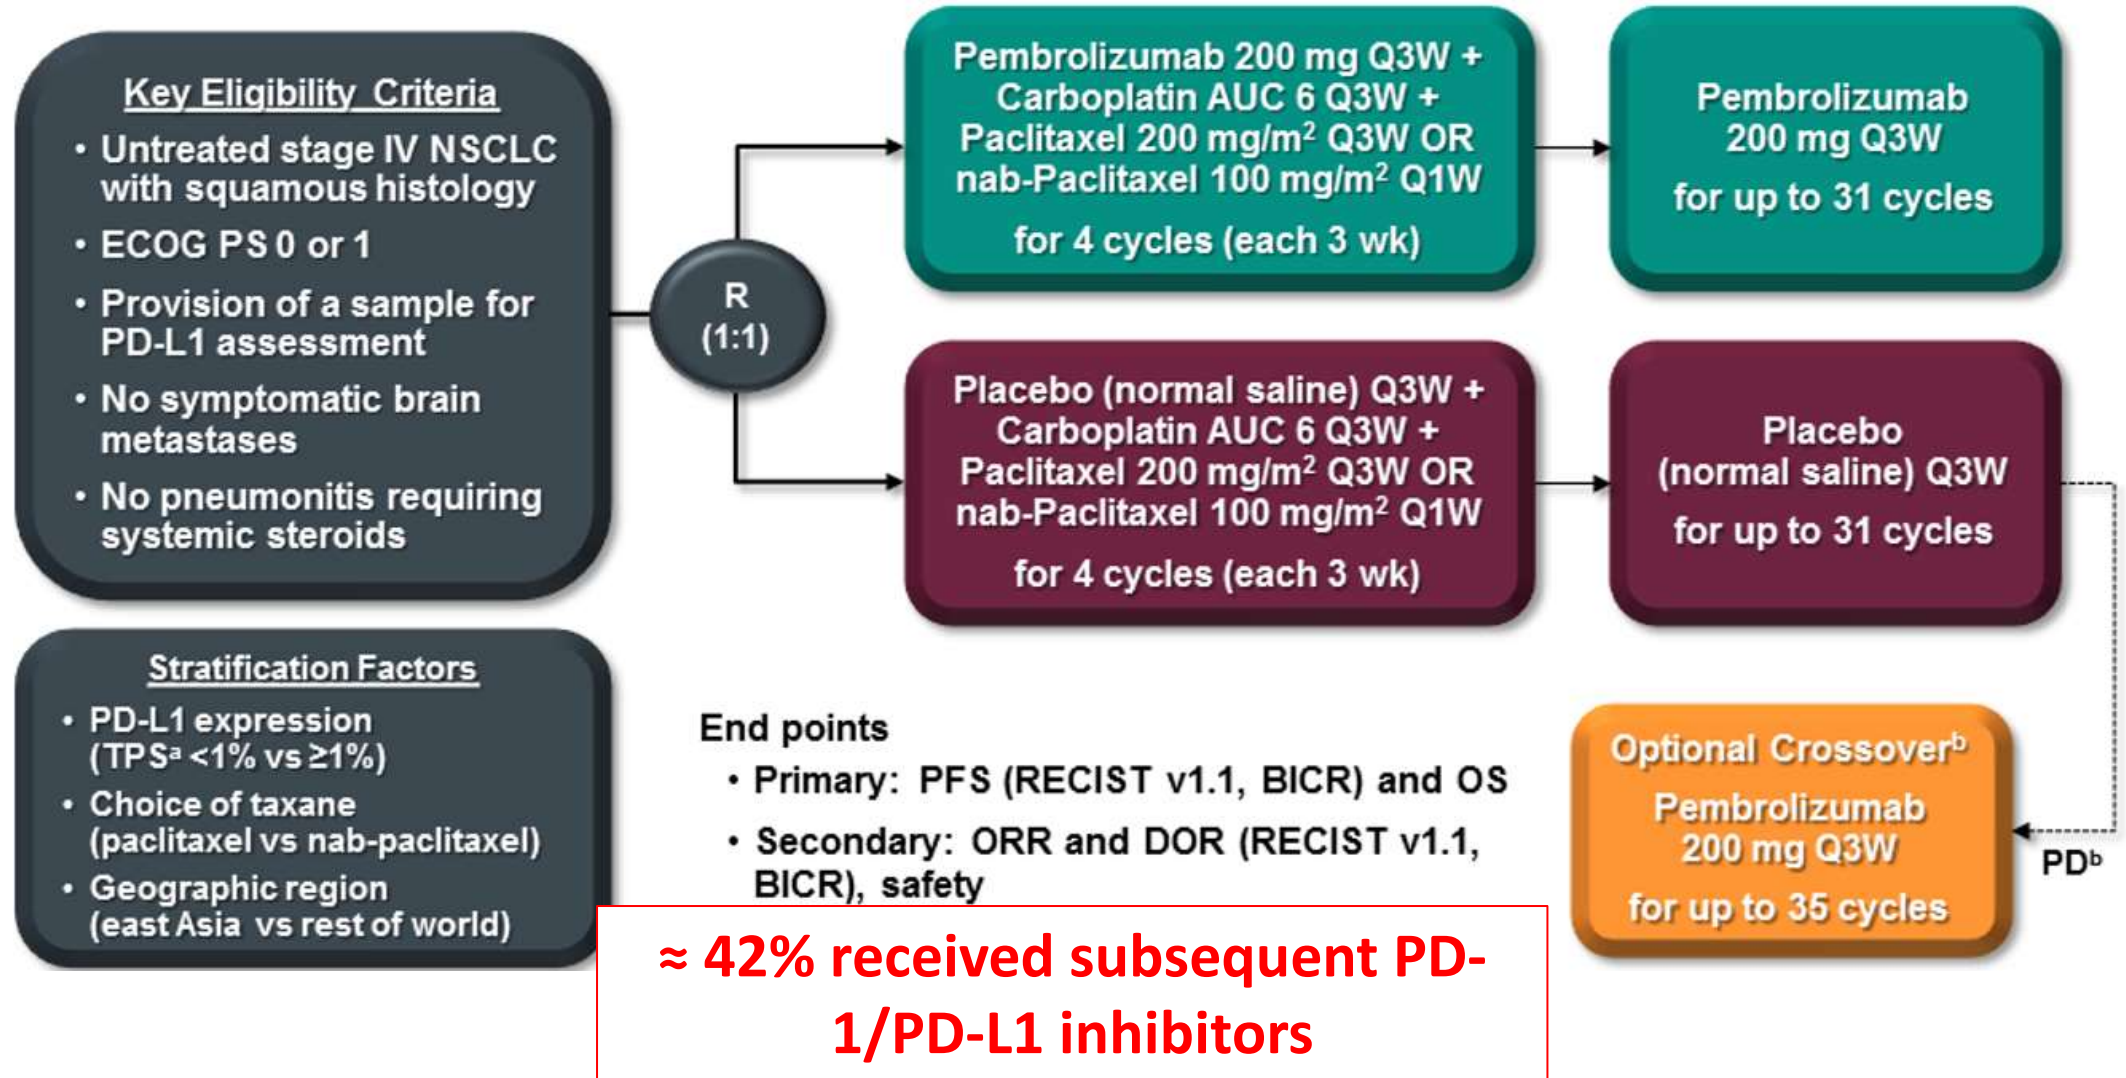 Key Eligibility Criteria
• Untreated stage IV NSCLC
with squamous histology
• ECOG PS 0 or 1
• Provision of a sample for
PD-L1 assessment
• No symptomatic brain
metastases
• No pneumonitis requiring
systemic steroids
Stratification Factors
• PD-L1 expression
(TPSᵃ <1% vs ≥1%)
• Choice of taxane
(paclitaxel vs nab-paclitaxel)
• Geographic region
(east Asia vs rest of world)
R
(1:1)
Pembrolizumab 200 mg Q3W +
Carboplatin AUC 6 Q3W +
Paclitaxel 200 mg/m² Q3W OR
nab-Paclitaxel 100 mg/m² Q1W
for 4 cycles (each 3 wk)
Pembrolizumab
200 mg Q3W
for up to 31 cycles
Placebo (normal saline) Q3W +
Carboplatin AUC 6 Q3W +
Paclitaxel 200 mg/m² Q3W OR
nab-Paclitaxel 100 mg/m² Q1W
for 4 cycles (each 3 wk)
Placebo
(normal saline) Q3W
for up to 31 cycles
PDᵇ
Optional Crossoverᵇ
Pembrolizumab
200 mg Q3W
for up to 35 cycles
End points
• Primary: PFS (RECIST v1.1, BICR) and OS
• Secondary: ORR and DOR (RECIST v1.1,
BICR), safety
≈ 42% received subsequent PD-
1/PD-L1 inhibitors